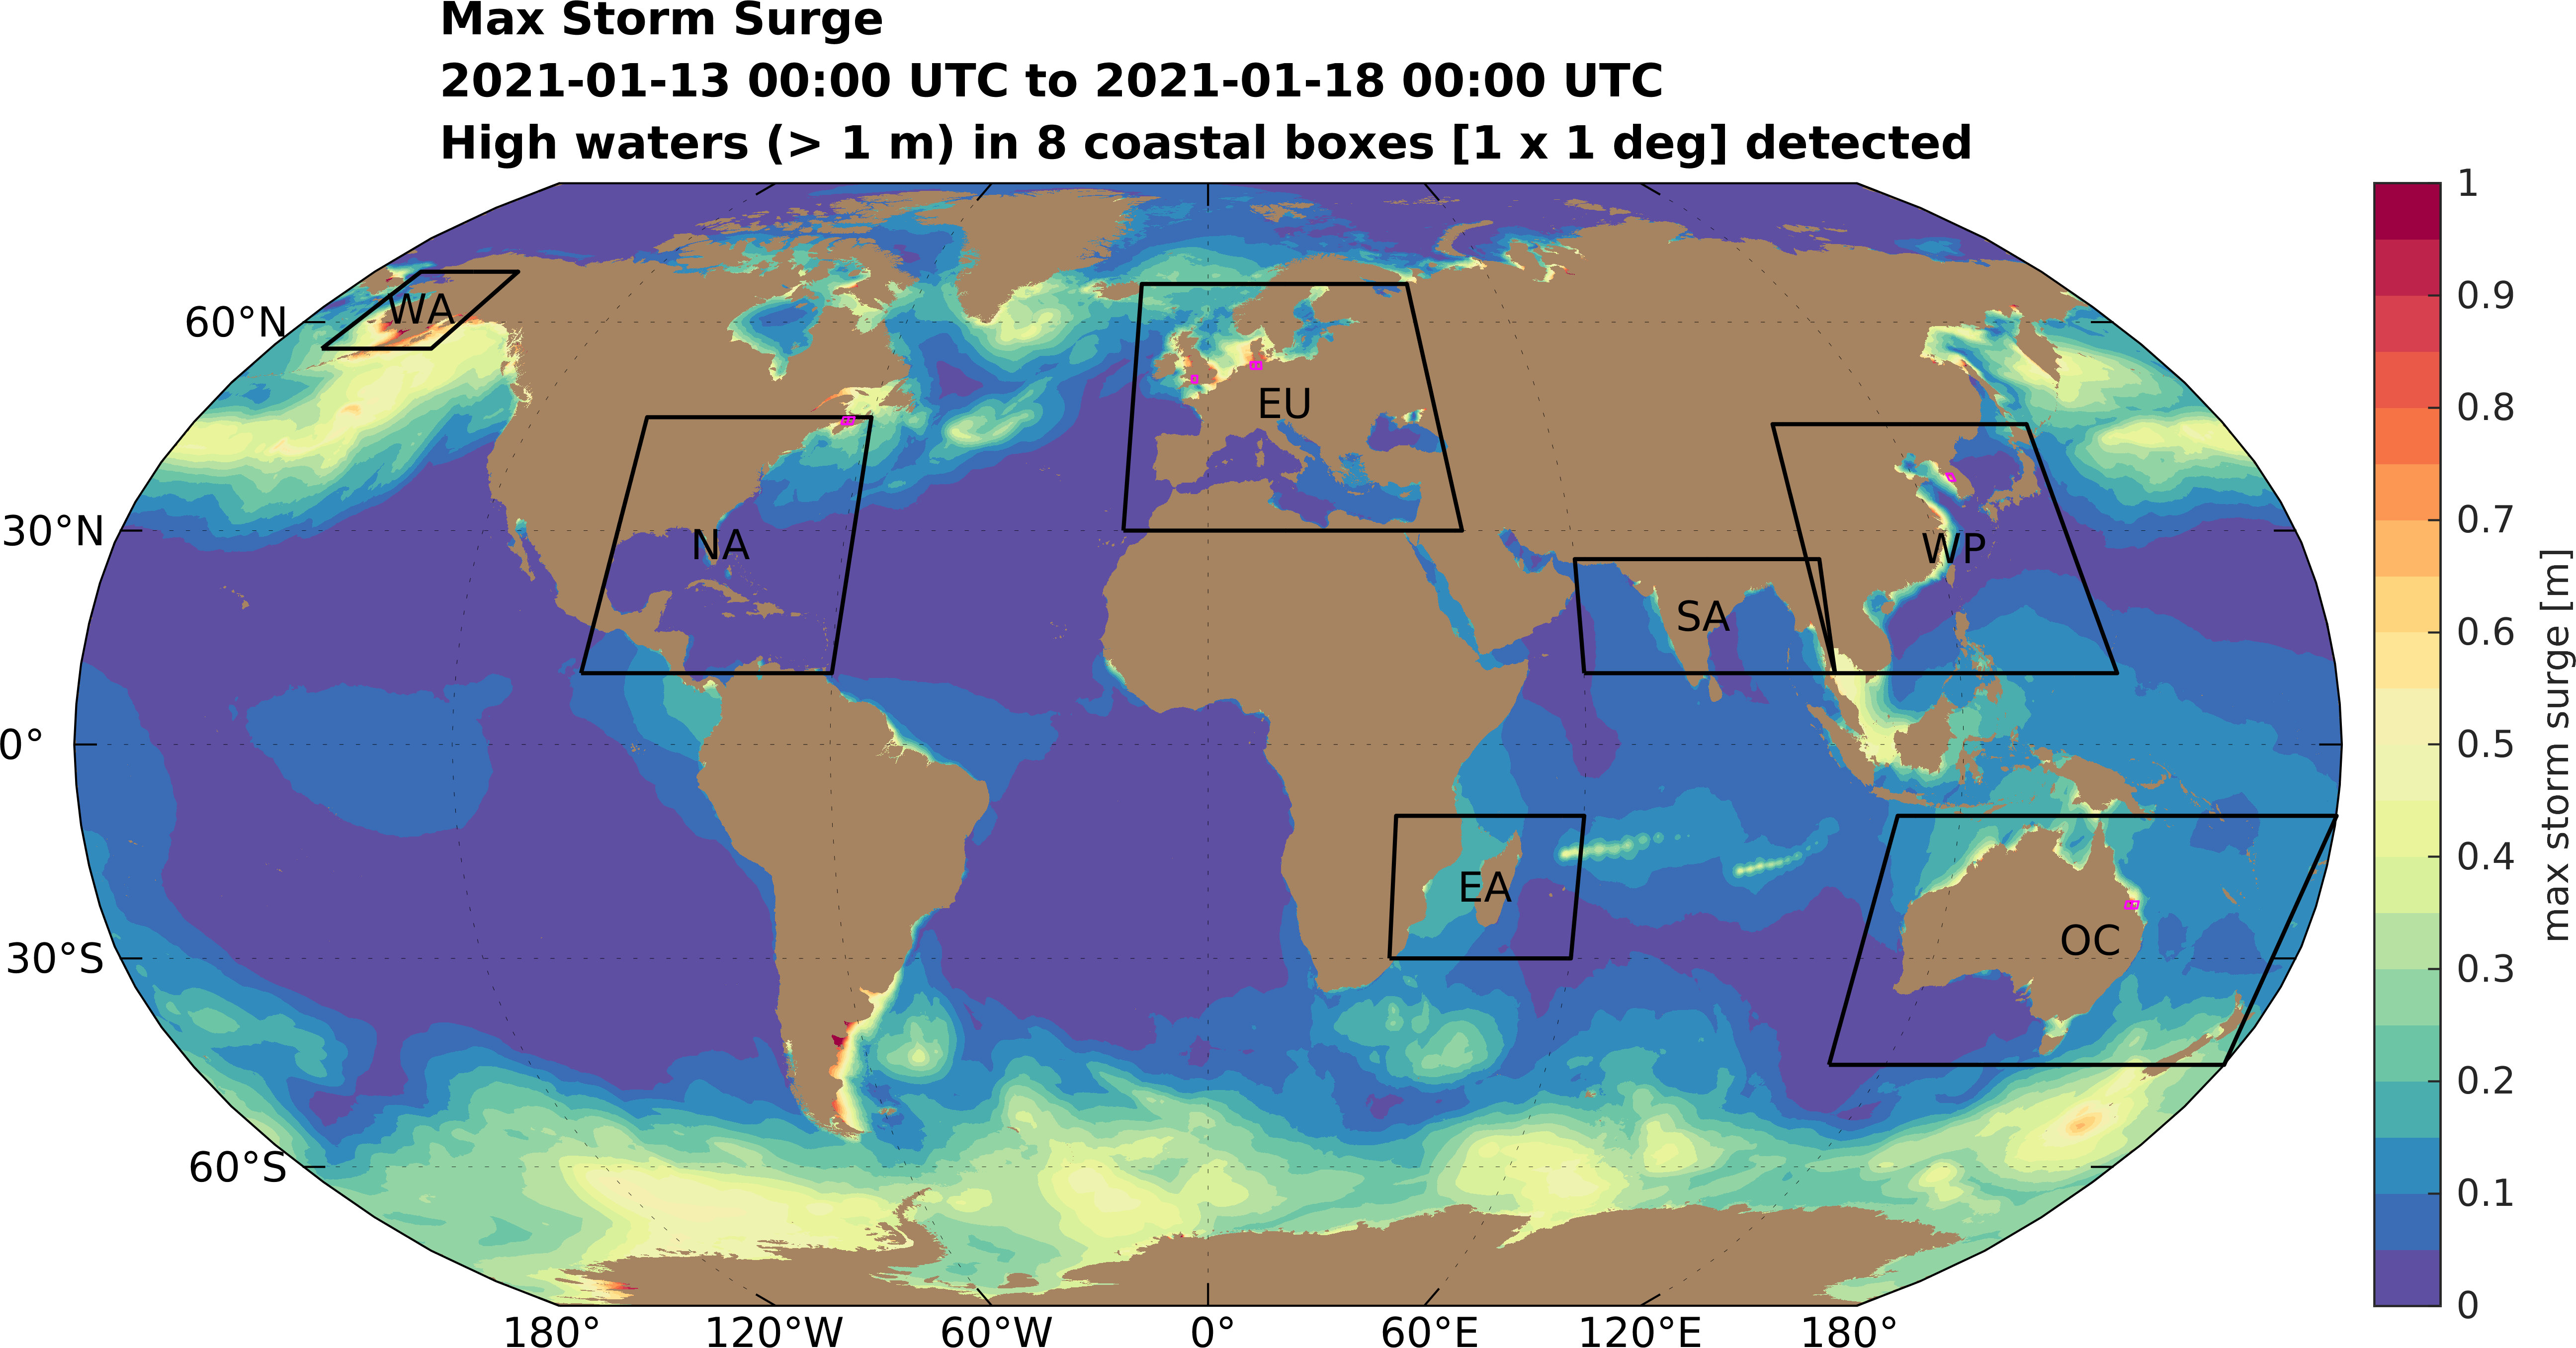 Max Storm Surge
2021-01-13 00:00 UTC to 2021-01-18 00:00 UTC
High waters (> 1 m) in 8 coastal boxes [1 x 1 deg] detected
60°N
30°N
0°
30°S
60°S
WA
NA
EU
SA
WP
EA
OC
180°
120°W
60°W
0°
60°E
120°E
180°
1
0.9
0.8
0.7
0.6
0.5
0.4
0.3
0.2
0.1
0
max storm surge [m]